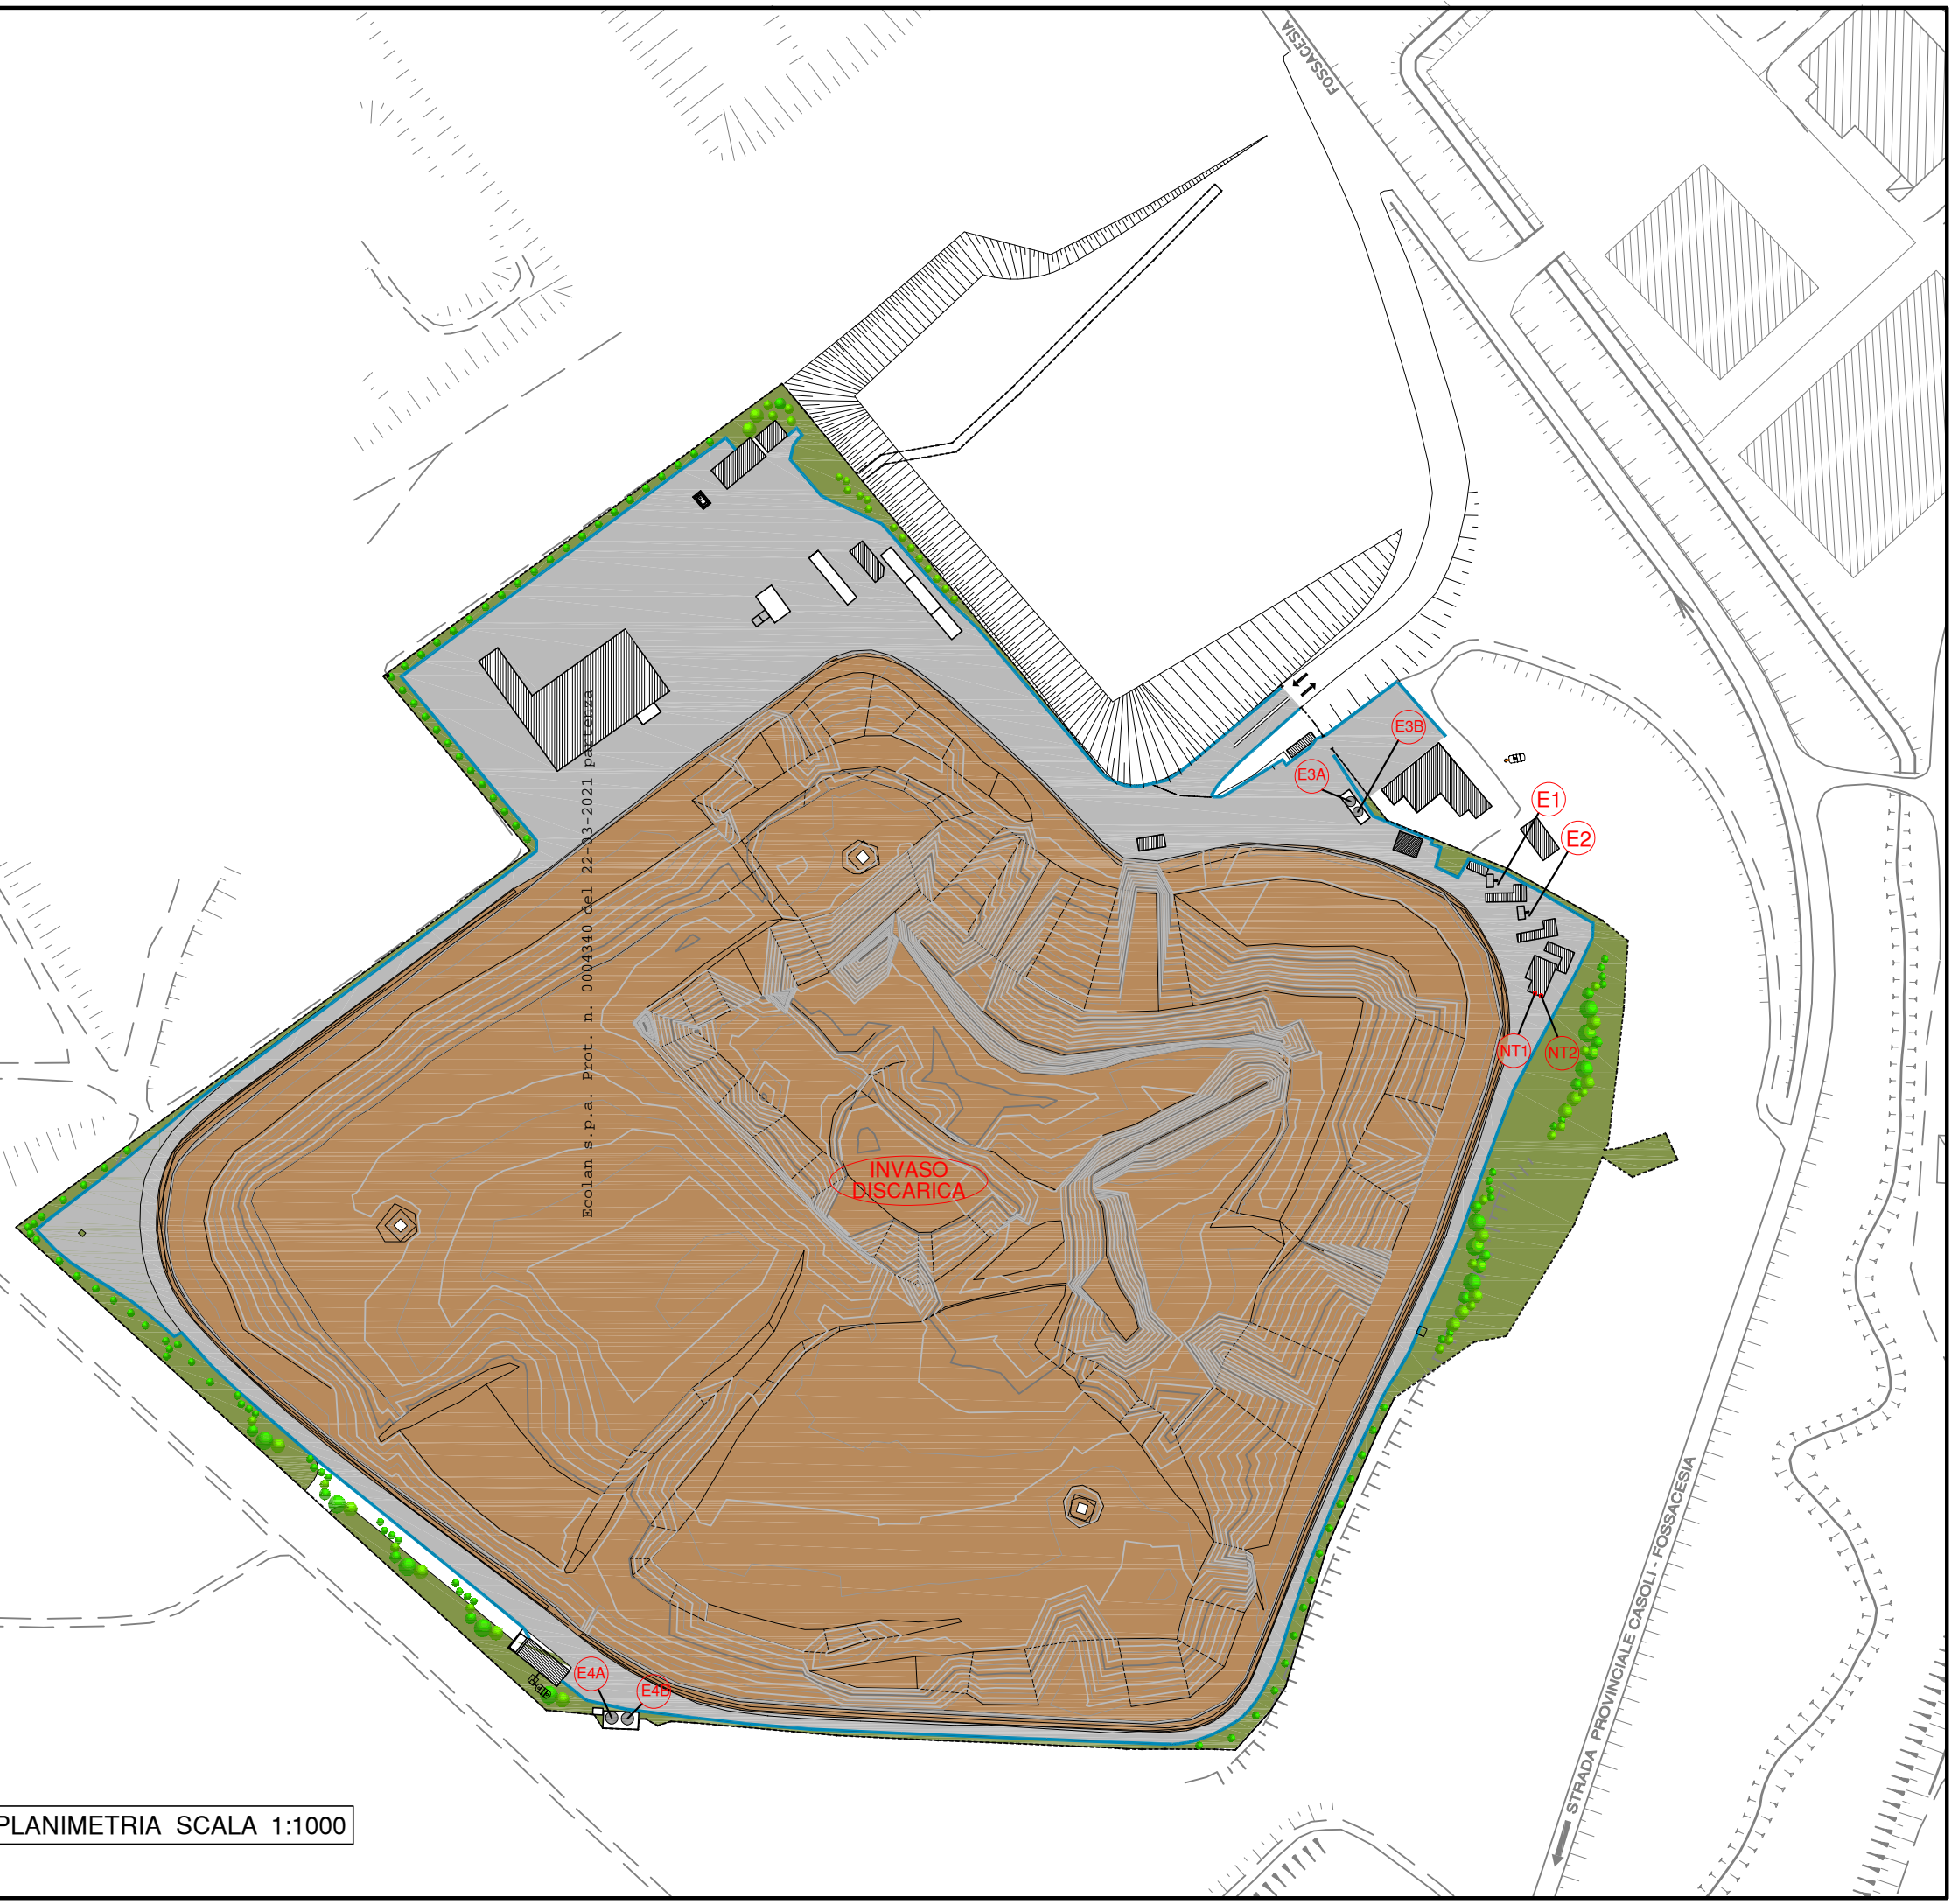 FOSSACESIA
E3B
E3A
E1
E2
Ecolan s.p.a. Prot. n. 0004340 del 22-03-2021 partenza
NT1
NT2
INVASO
DISCARICA
E4A
E4B
STRADA PROVINCIALE CASOLI - FOSSACESIA
PLANIMETRIA SCALA 1:1000